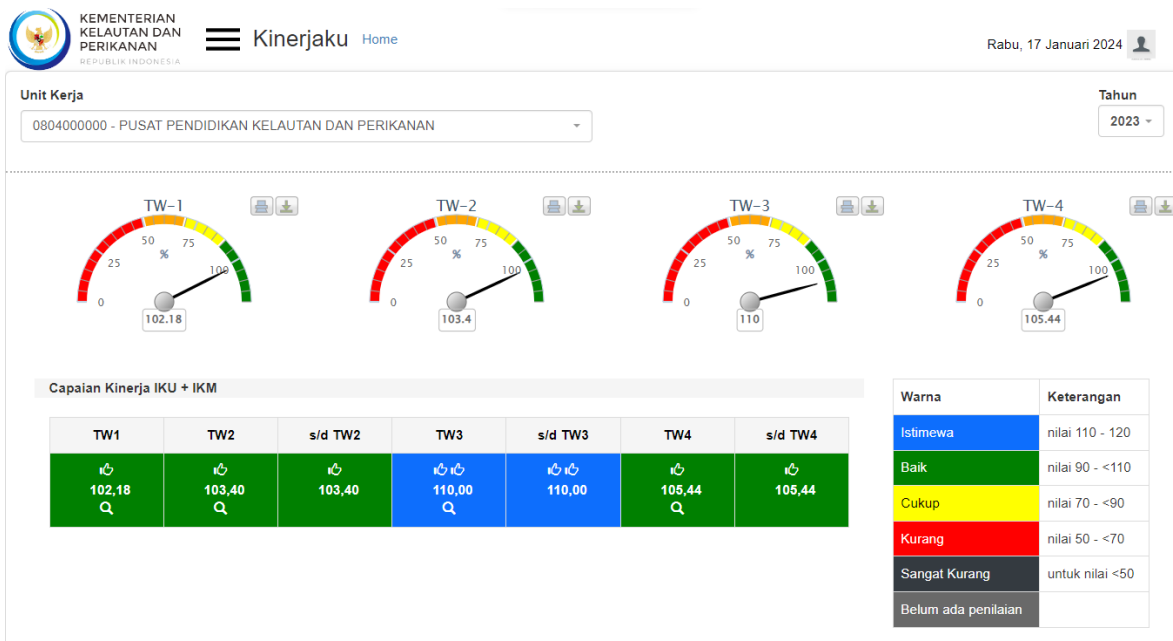 KEMENTERIAN
KELAUTAN DAN
PERIKANAN
REPUBLIK INDONESIA
Kinerjaku Home
Rabu, 17 Januari 2024
Unit Kerja
Tahun
0804000000 - PUSAT PENDIDIKAN KELAUTAN DAN PERIKANAN
2023
TW-1
0
25
50
75
100
%
102.18
TW-2
0
25
50
75
100
%
103.4
TW-3
0
25
50
75
100
%
110
TW-4
0
25
50
75
100
%
105.44
Capaian Kinerja IKU + IKM
TW1 TW2 s/d TW2 TW3 s/d TW3 TW4 s/d TW4
102,18 103,40 103,40 110,00 110,00 105,44 105,44
Warna Keterangan
Istimewa nilai 110 - 120
Baik nilai 90 - <110
Cukup nilai 70 - <90
Kurang nilai 50 - <70
Sangat Kurang untuk nilai <50
Belum ada penilaian